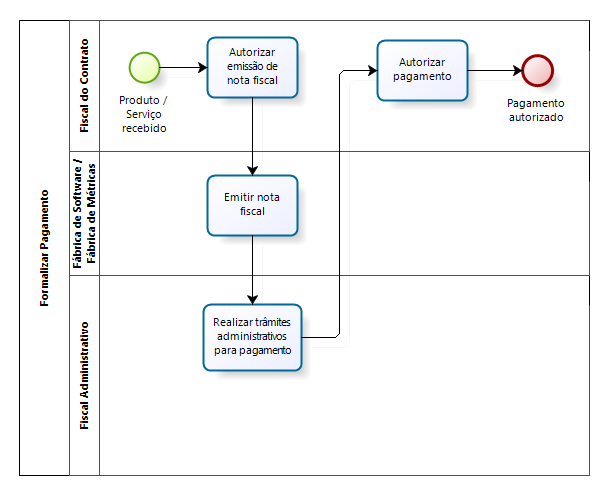 Formalizar Pagamento
Fiscal do Contrato
Produto /
Serviço
recebido
Autorizar
emissão de
nota fiscal
Autorizar
pagamento
Pagamento
autorizado
Fábrica de Software /
Fábrica de Métricas
Emitir nota
fiscal
Fiscal Administrativo
Realizar trâmites
administrativos
para pagamento